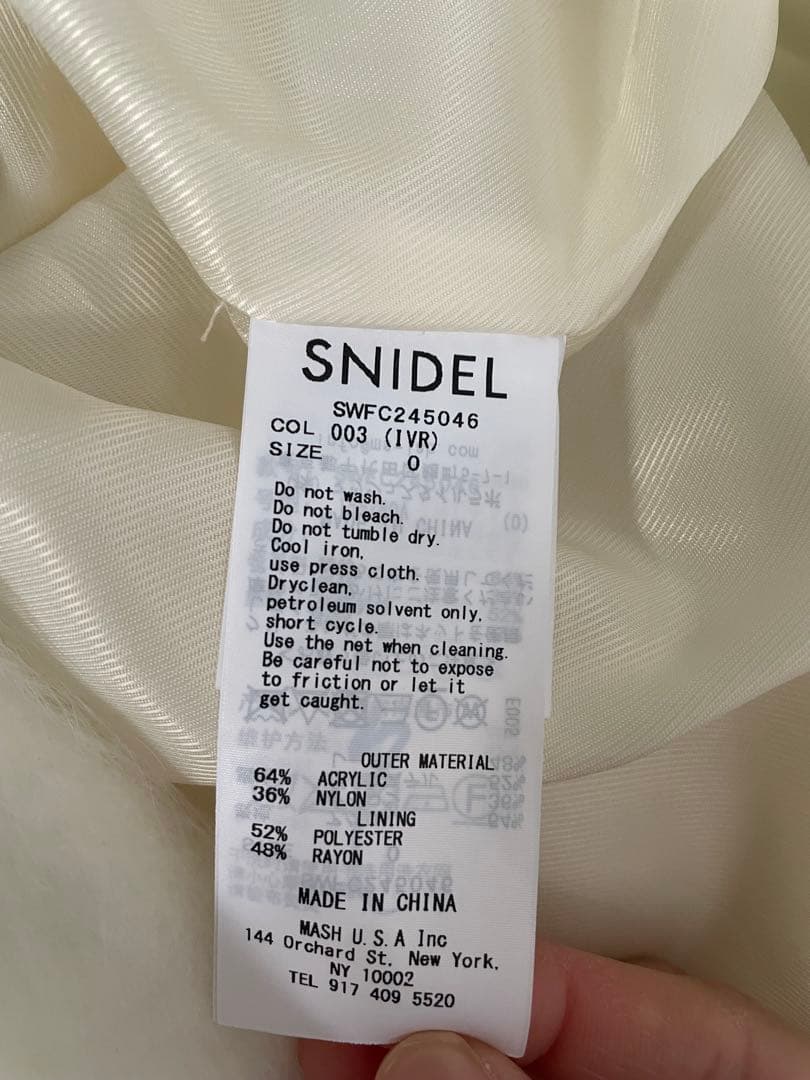 SNIDEL
SWFC245046
COL 003 (IVR)
SIZE 0
Do not wash.
Do not bleach.
Do not tumble dry.
Cool iron,
use press cloth.
Dryclean,
petroleum solvent only,
short cycle.
Use the net when cleaning.
Be careful not to expose
to friction or let it
get caught.
OUTER MATERIAL
64% ACRYLIC
36% NYLON
LINING
52% POLYESTER
48% RAYON
MADE IN CHINA
MASH U.S.A Inc
144 Orchard St. New York,
NY 10002
TEL 917 409 5520